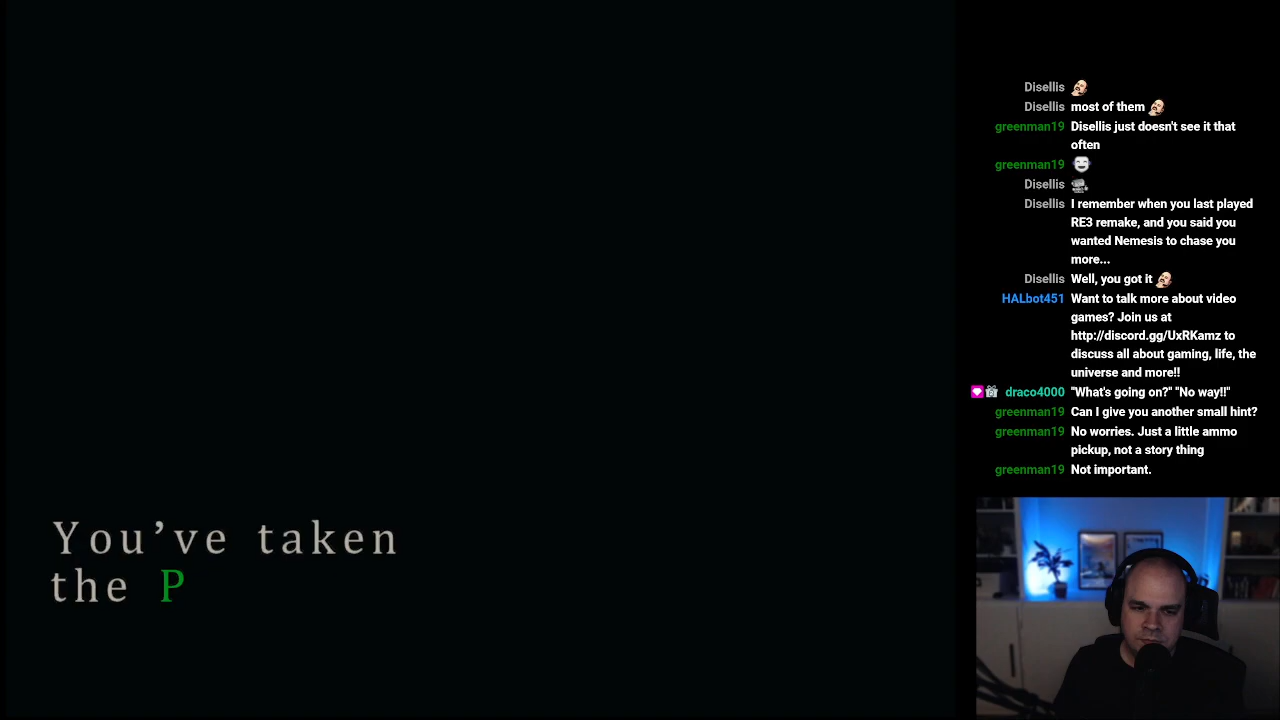 You've taken
the P
Disellis
Disellis most of them
greenman19 Disellis just doesn't see it that
often
greenman19
Disellis
Disellis I remember when you last played
RE3 remake, and you said you
wanted Nemesis to chase you
more...
Disellis Well, you got it
HALbot451 Want to talk more about video
games? Join us at
http://discord.gg/UxRKamz to
discuss all about gaming, life, the
universe and more!!
draco4000 "What's going on?" "No way!!"
greenman19 Can I give you another small hint?
greenman19 No worries. Just a little ammo
pickup, not a story thing
greenman19 Not important.